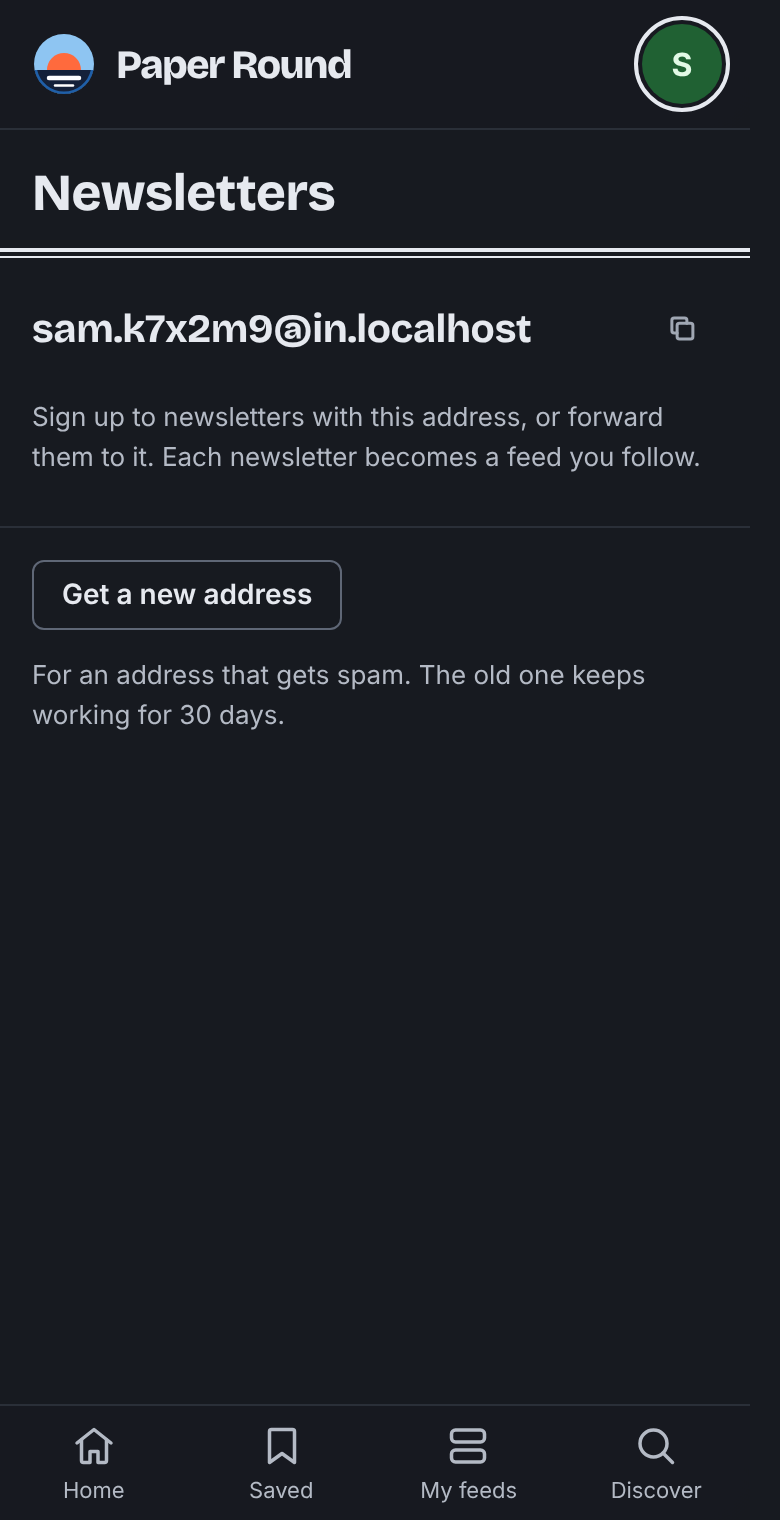 Paper Round
S
Newsletters
sam.k7x2m9@in.localhost
Sign up to newsletters with this address, or forward
them to it. Each newsletter becomes a feed you follow.
Get a new address
For an address that gets spam. The old one keeps
working for 30 days.
Home
Saved
My feeds
Discover